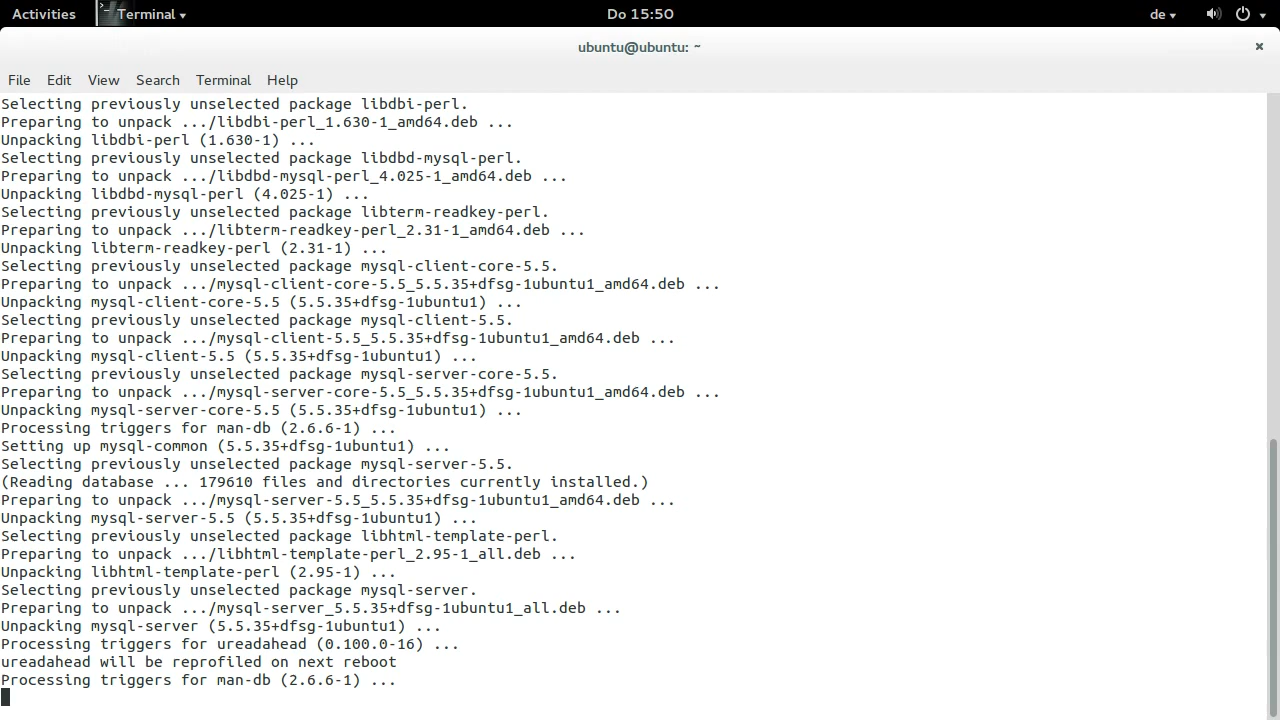 Activities
Terminal
Do 15:50
de
ubuntu@ubuntu: ~
File Edit View Search Terminal Help
Selecting previously unselected package libdbi-perl.
Preparing to unpack .../libdbi-perl_1.630-1_amd64.deb ...
Unpacking libdbi-perl (1.630-1) ...
Selecting previously unselected package libdbd-mysql-perl.
Preparing to unpack .../libdbd-mysql-perl_4.025-1_amd64.deb ...
Unpacking libdbd-mysql-perl (4.025-1) ...
Selecting previously unselected package libterm-readkey-perl.
Preparing to unpack .../libterm-readkey-perl_2.31-1_amd64.deb ...
Unpacking libterm-readkey-perl (2.31-1) ...
Selecting previously unselected package mysql-client-core-5.5.
Preparing to unpack .../mysql-client-core-5.5_5.5.35+dfsg-1ubuntu1_amd64.deb ...
Unpacking mysql-client-core-5.5 (5.5.35+dfsg-1ubuntu1) ...
Selecting previously unselected package mysql-client-5.5.
Preparing to unpack .../mysql-client-5.5_5.5.35+dfsg-1ubuntu1_amd64.deb ...
Unpacking mysql-client-5.5 (5.5.35+dfsg-1ubuntu1) ...
Selecting previously unselected package mysql-server-core-5.5.
Preparing to unpack .../mysql-server-core-5.5_5.5.35+dfsg-1ubuntu1_amd64.deb ...
Unpacking mysql-server-core-5.5 (5.5.35+dfsg-1ubuntu1) ...
Processing triggers for man-db (2.6.6-1) ...
Setting up mysql-common (5.5.35+dfsg-1ubuntu1) ...
Selecting previously unselected package mysql-server-5.5.
(Reading database ... 179610 files and directories currently installed.)
Preparing to unpack .../mysql-server-5.5_5.5.35+dfsg-1ubuntu1_amd64.deb ...
Unpacking mysql-server-5.5 (5.5.35+dfsg-1ubuntu1) ...
Selecting previously unselected package libhtml-template-perl.
Preparing to unpack .../libhtml-template-perl_2.95-1_all.deb ...
Unpacking libhtml-template-perl (2.95-1) ...
Selecting previously unselected package mysql-server.
Preparing to unpack .../mysql-server_5.5.35+dfsg-1ubuntu1_all.deb ...
Unpacking mysql-server (5.5.35+dfsg-1ubuntu1) ...
Processing triggers for ureadahead (0.100.0-16) ...
ureadahead will be reprofiled on next reboot
Processing triggers for man-db (2.6.6-1) ...